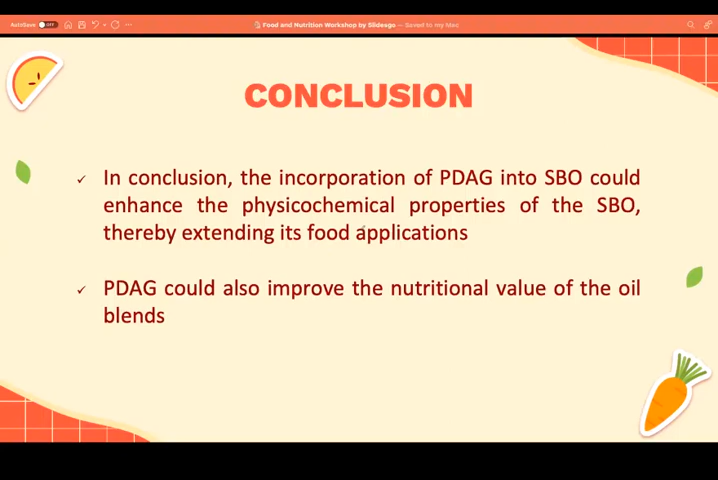 AutoSave OFF
Food and Nutrition Workshop by Slidesgo — Saved to my Mac
CONCLUSION
✓ In conclusion, the incorporation of PDAG into SBO could
enhance the physicochemical properties of the SBO,
thereby extending its food applications
✓ PDAG could also improve the nutritional value of the oil
blends